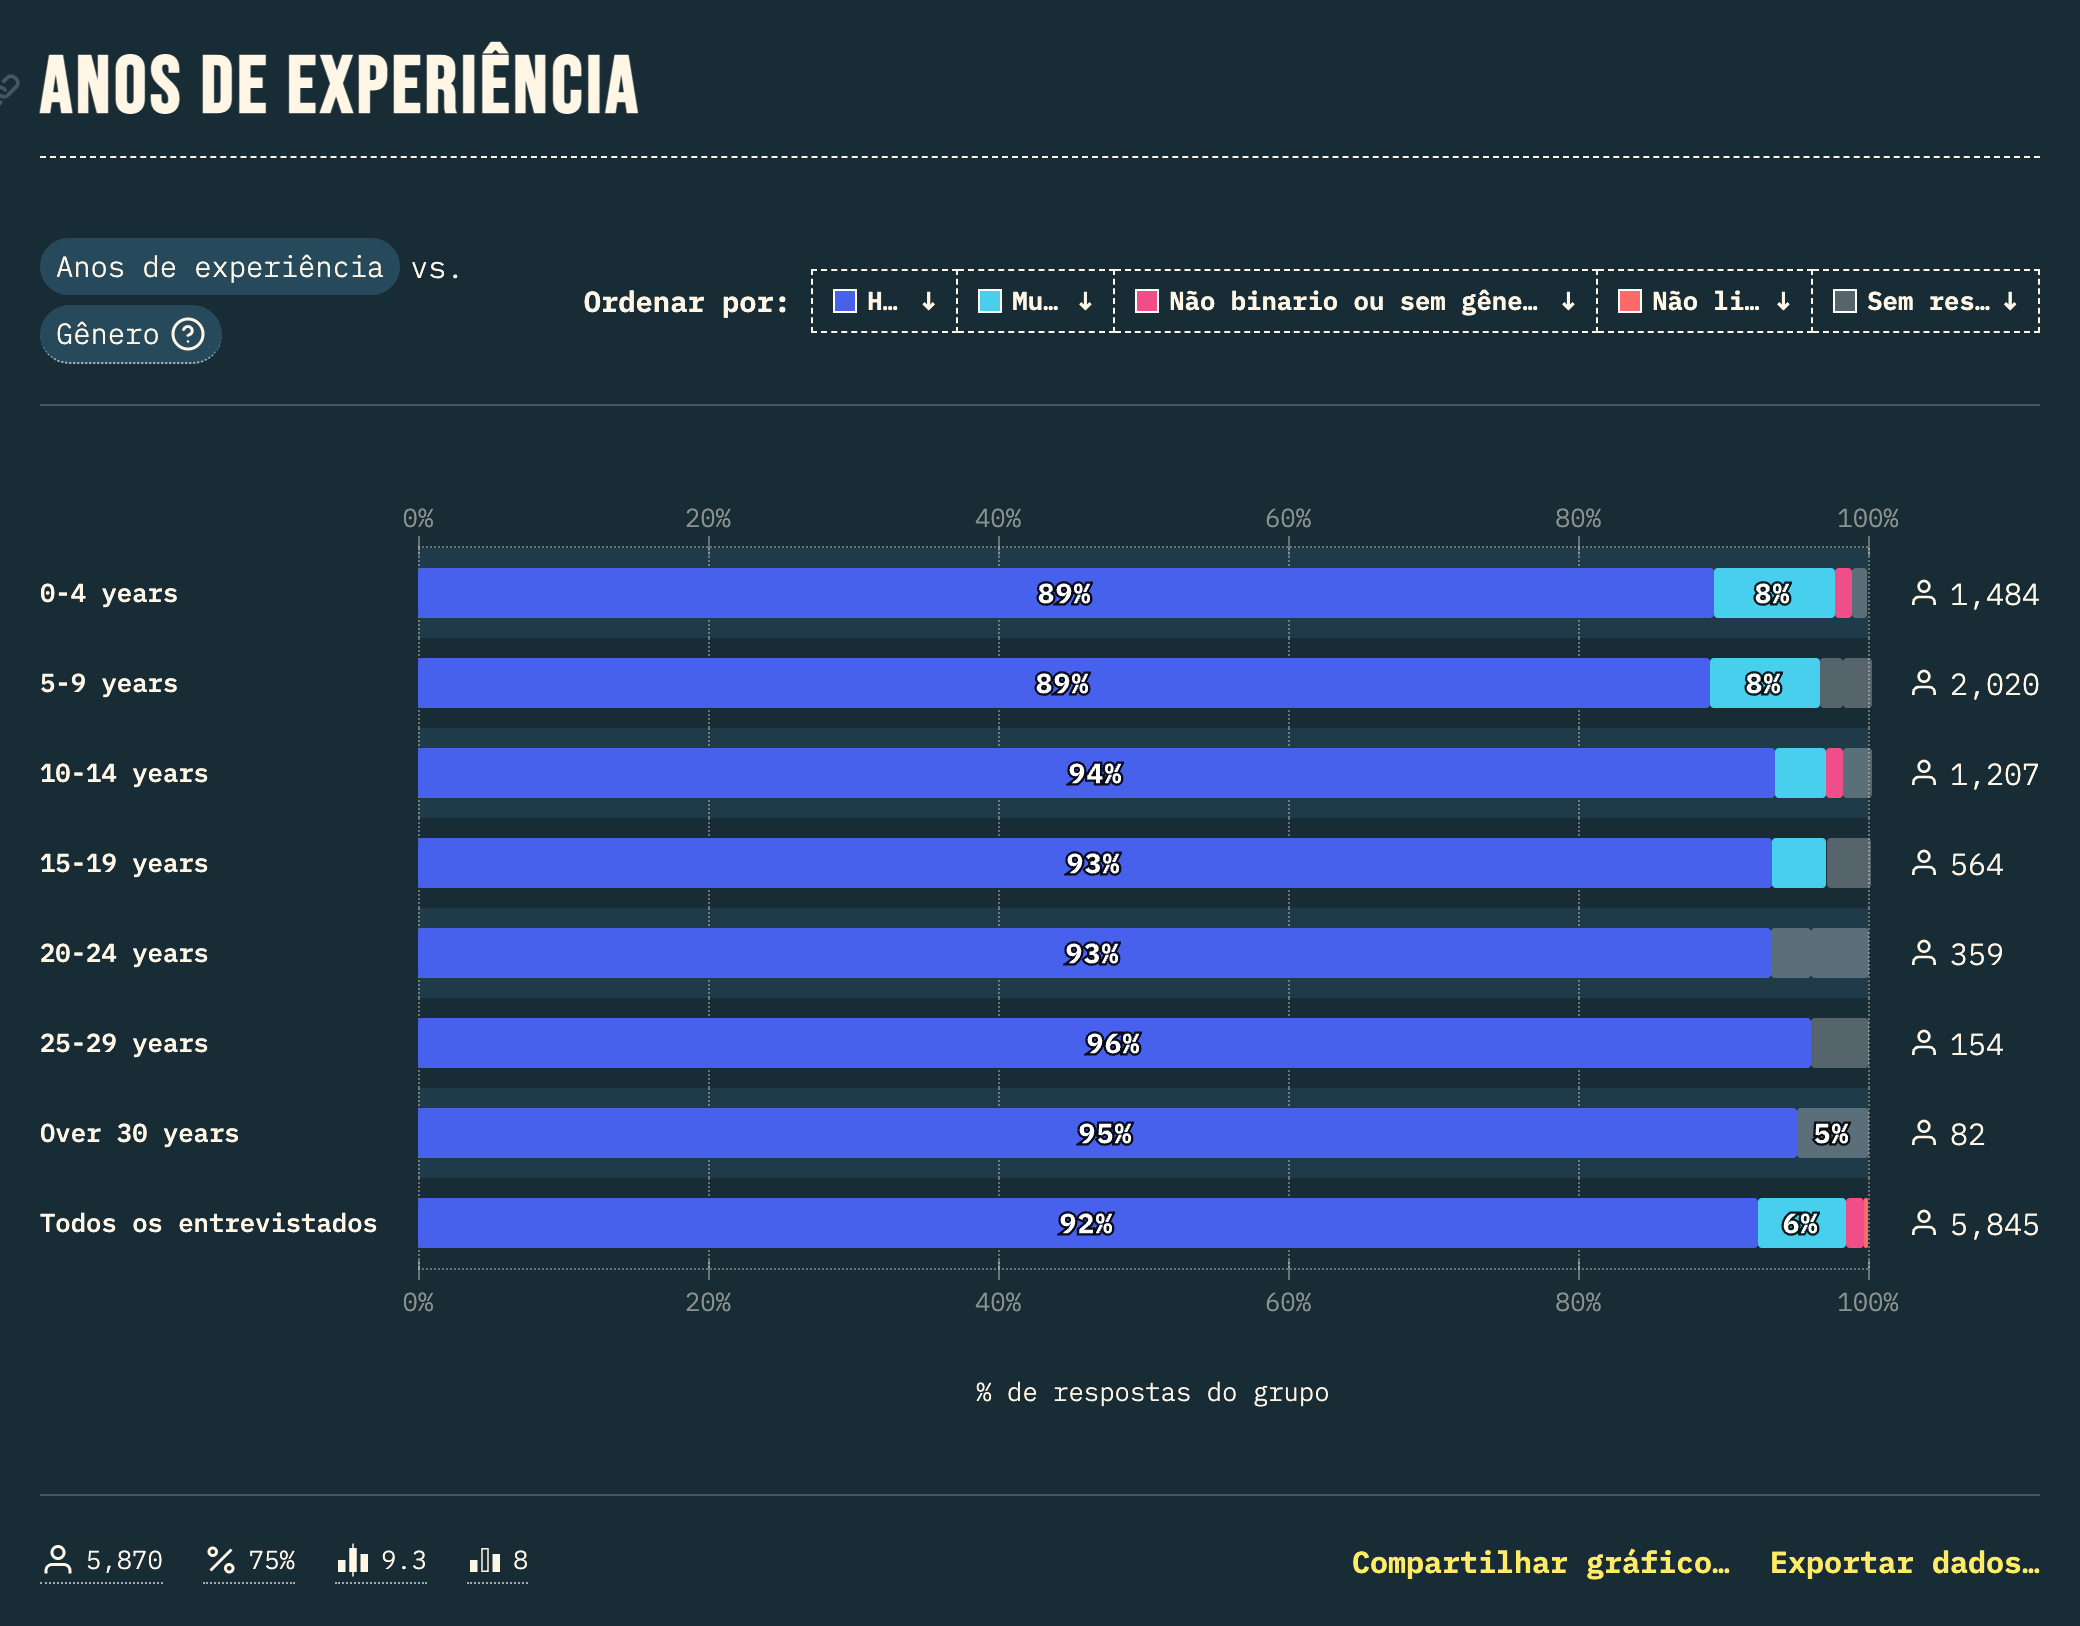 ANOS DE EXPERIÊNCIA
Anos de experiência vs.
Gênero
Ordenar por: H… ↓ Mu… ↓ Não binario ou sem gêne… ↓ Não li… ↓ Sem res… ↓
0% 20% 40% 60% 80% 100%
0-4 years 89% 8% 1,484
5-9 years 89% 8% 2,020
10-14 years 94% 1,207
15-19 years 93% 564
20-24 years 93% 359
25-29 years 96% 154
Over 30 years 95% 5% 82
Todos os entrevistados 92% 6% 5,845
0% 20% 40% 60% 80% 100%
% de respostas do grupo
5,870 75% 9.3 8
Compartilhar gráfico… Exportar dados…